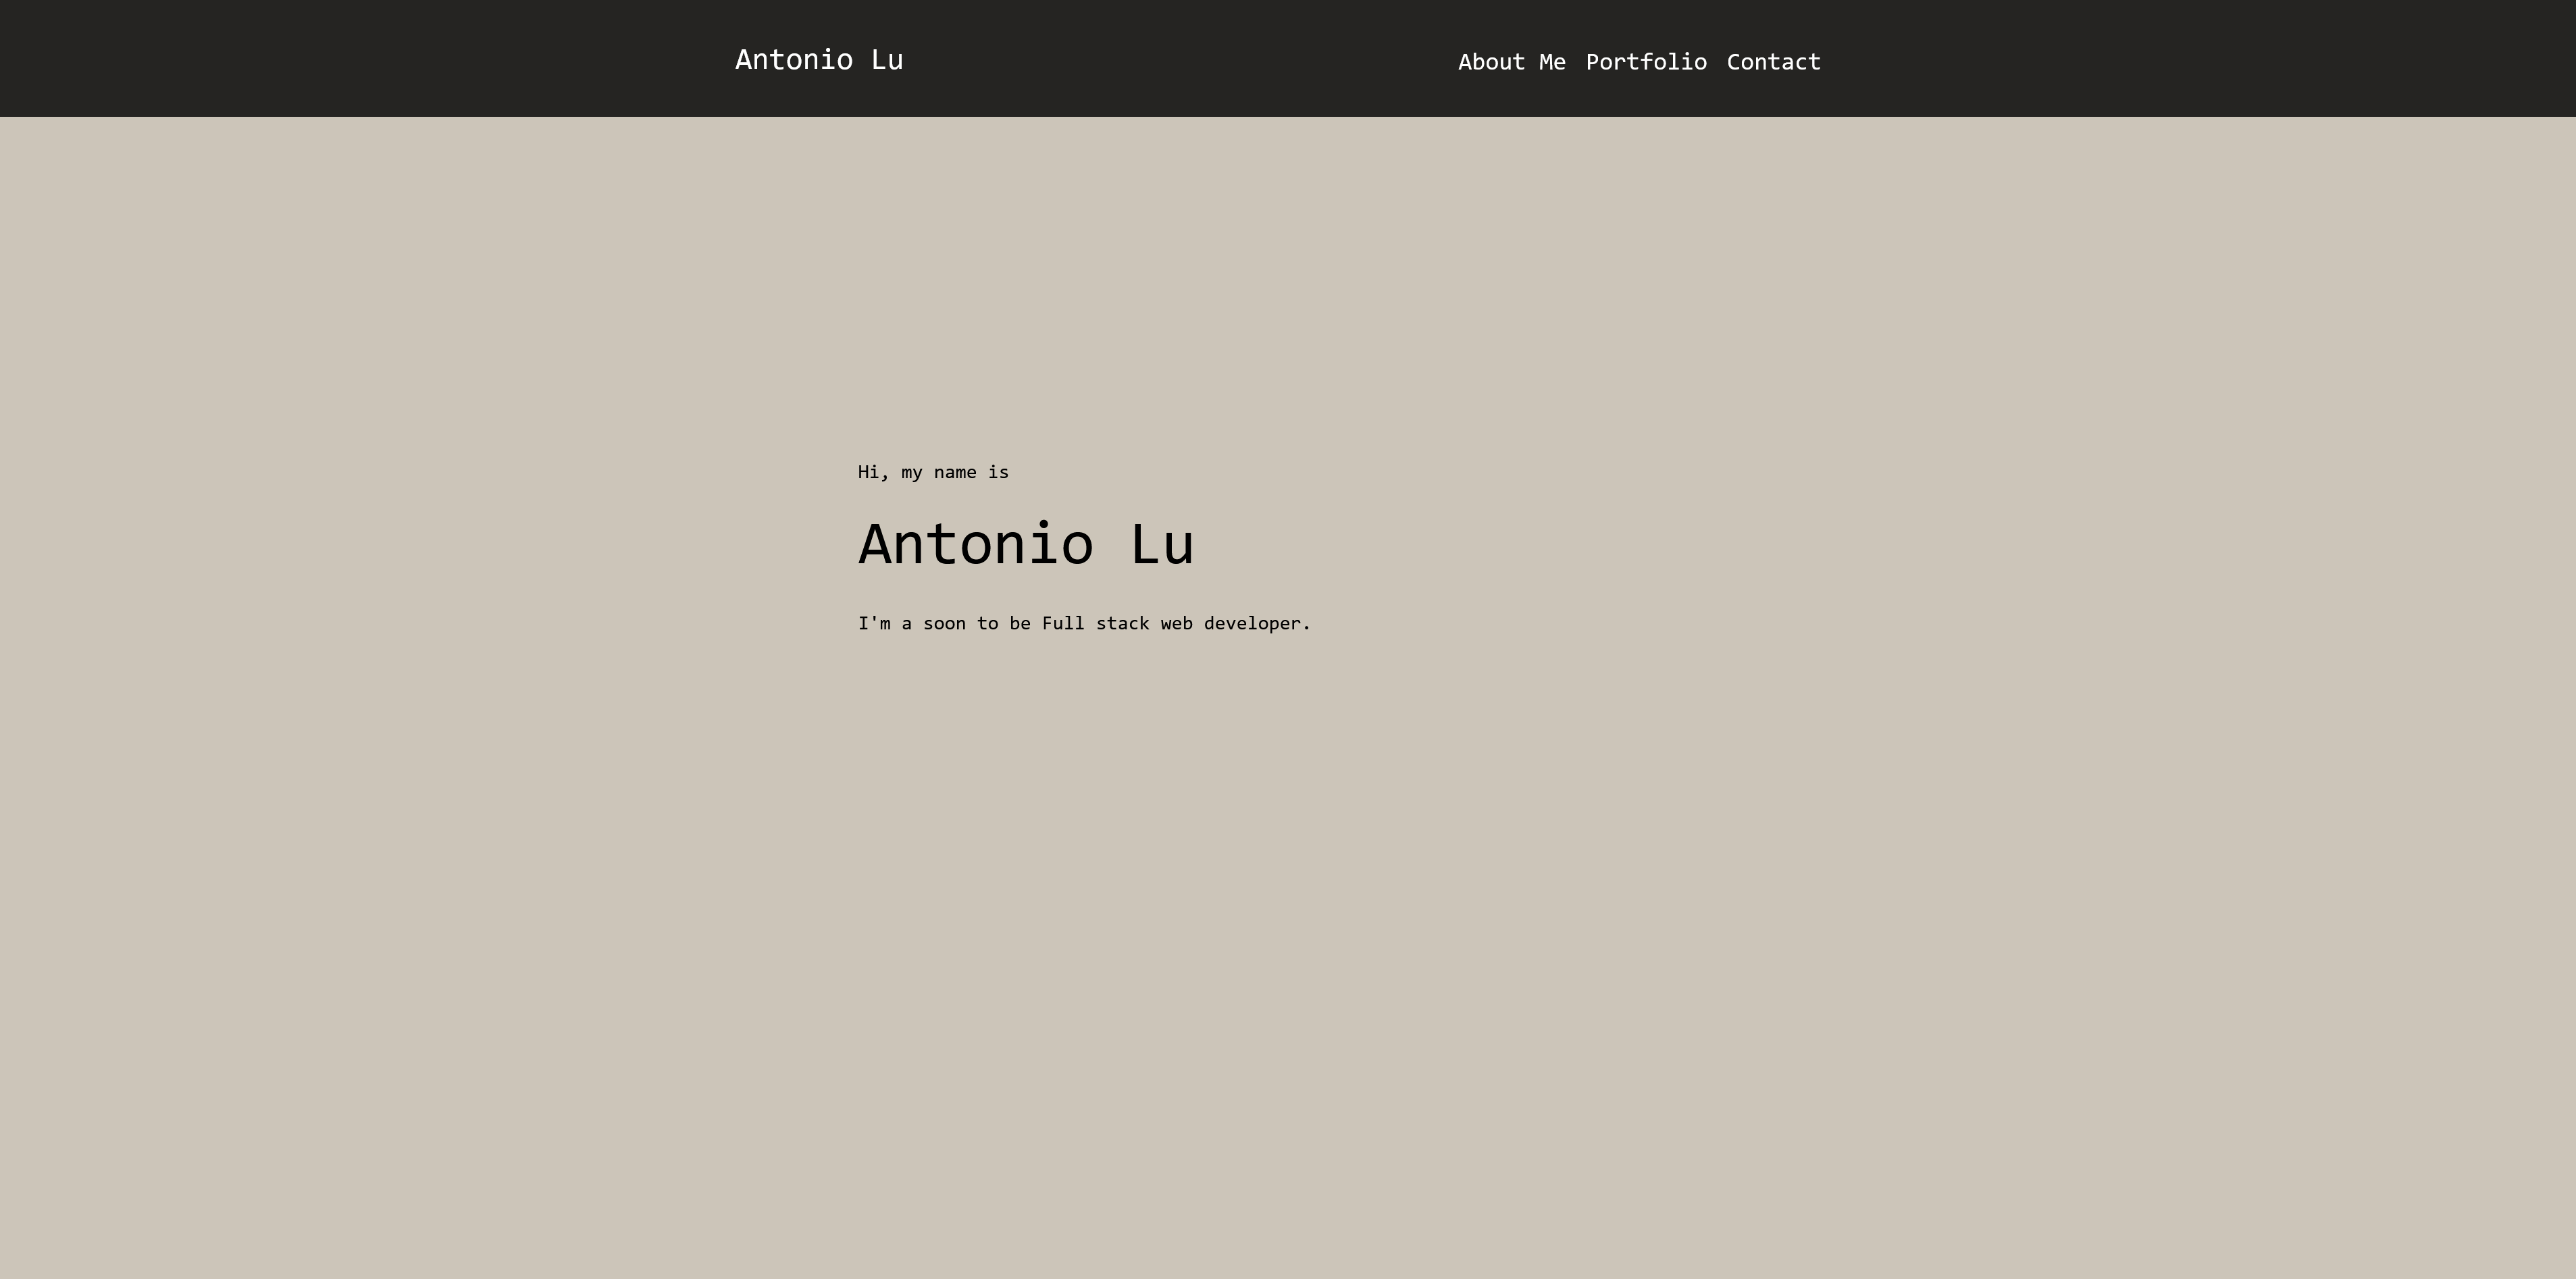 Antonio Lu
About Me Portfolio Contact
Hi, my name is
Antonio Lu
I'm a soon to be Full stack web developer.